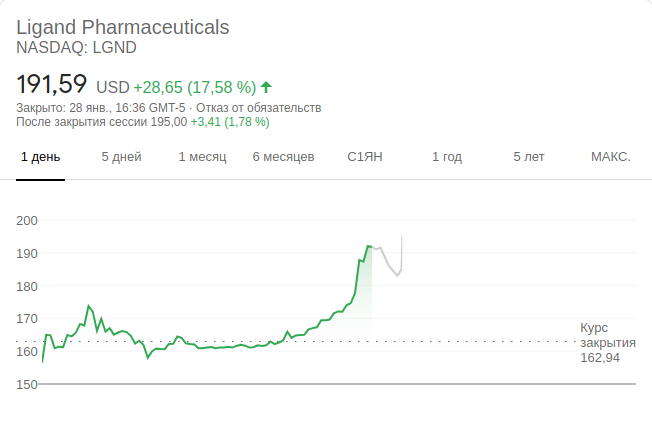 Ligand Pharmaceuticals
NASDAQ: LGND
191,59 USD +28,65 (17,58 %)
Закрыто: 28 янв., 16:36 GMT-5 · Отказ от обязательств
После закрытия сессии 195,00 +3,41 (1,78 %)
1 день 5 дней 1 месяц 6 месяцев С1ЯН 1 год 5 лет МАКС.
200
190
180
170
160
150
Курс
закрытия
162,94